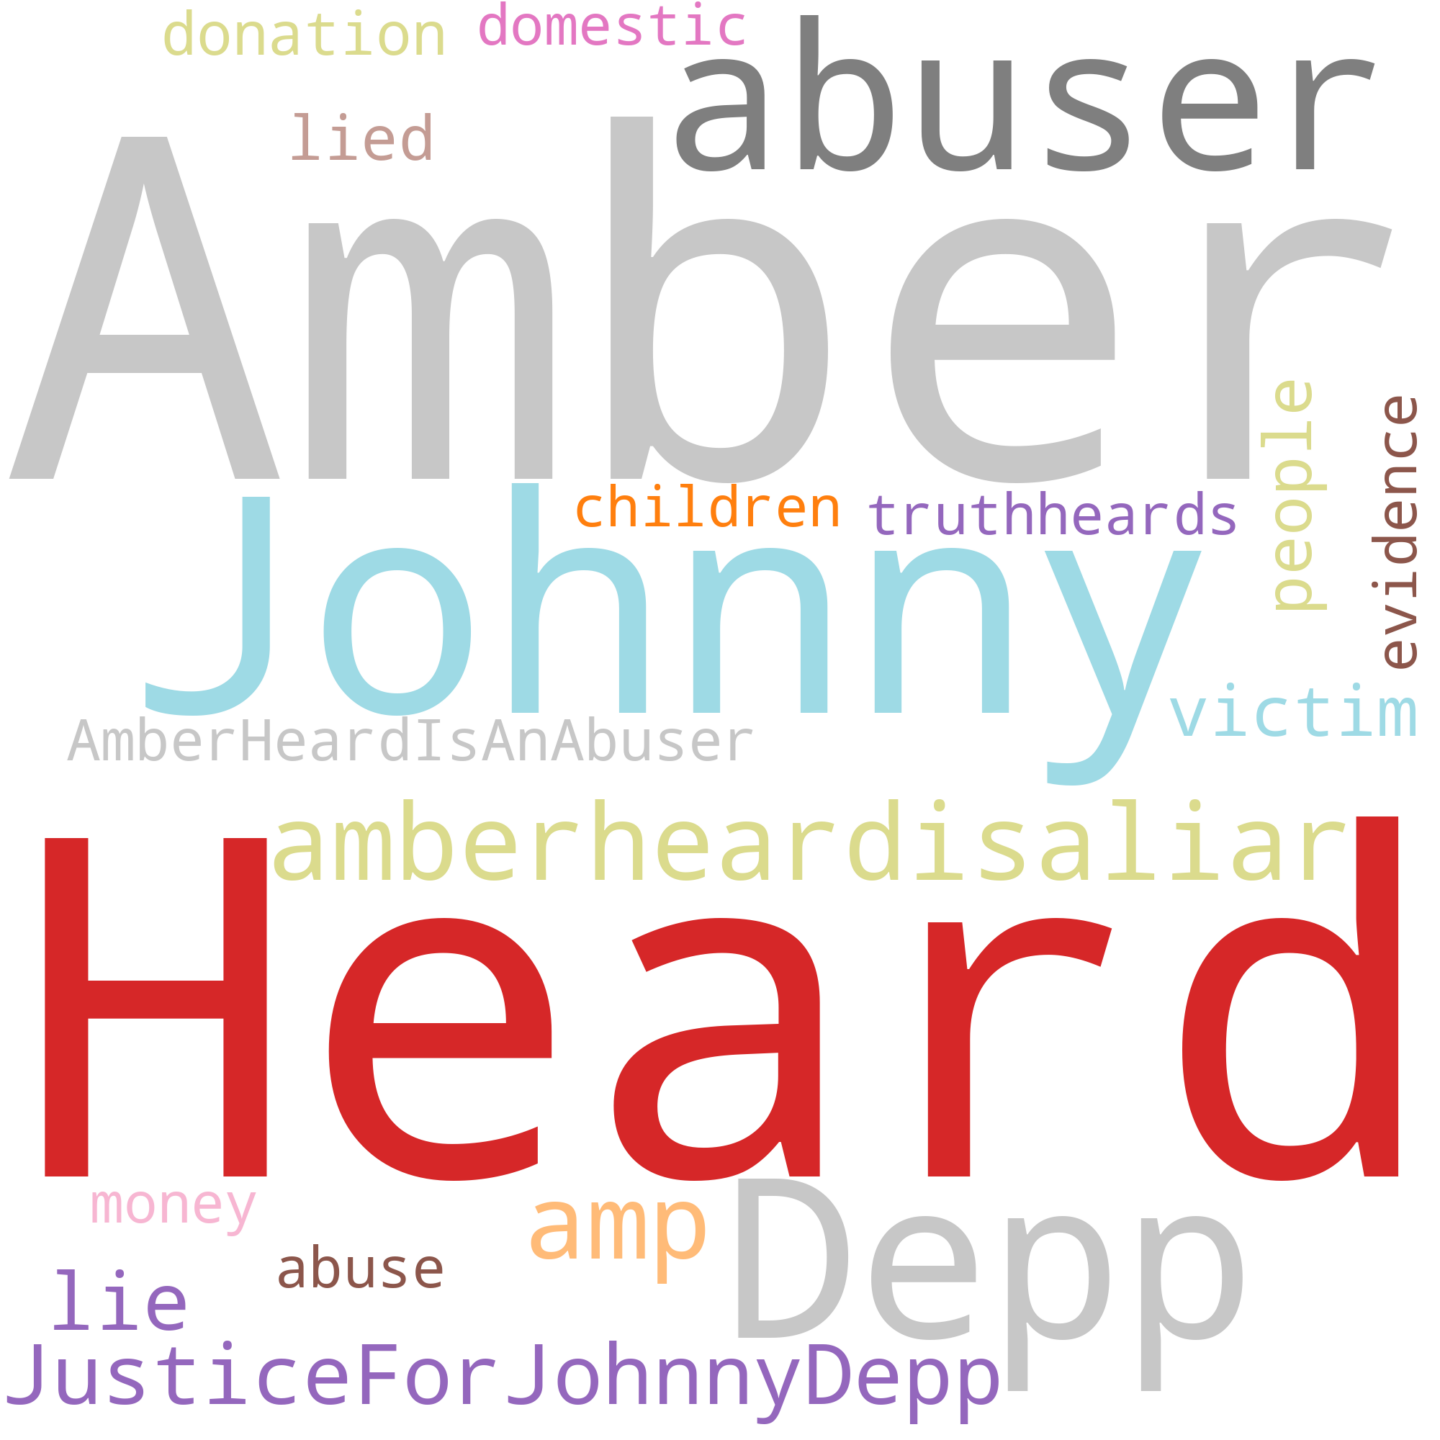 donation
domestic
abuser
lied
Amber
people
evidence
children
truthheards
Johnny
victim
AmberHeardIsAnAbuser
amberheardisaliar
Heard
money
amp
Depp
abuse
lie
JusticeForJohnnyDepp